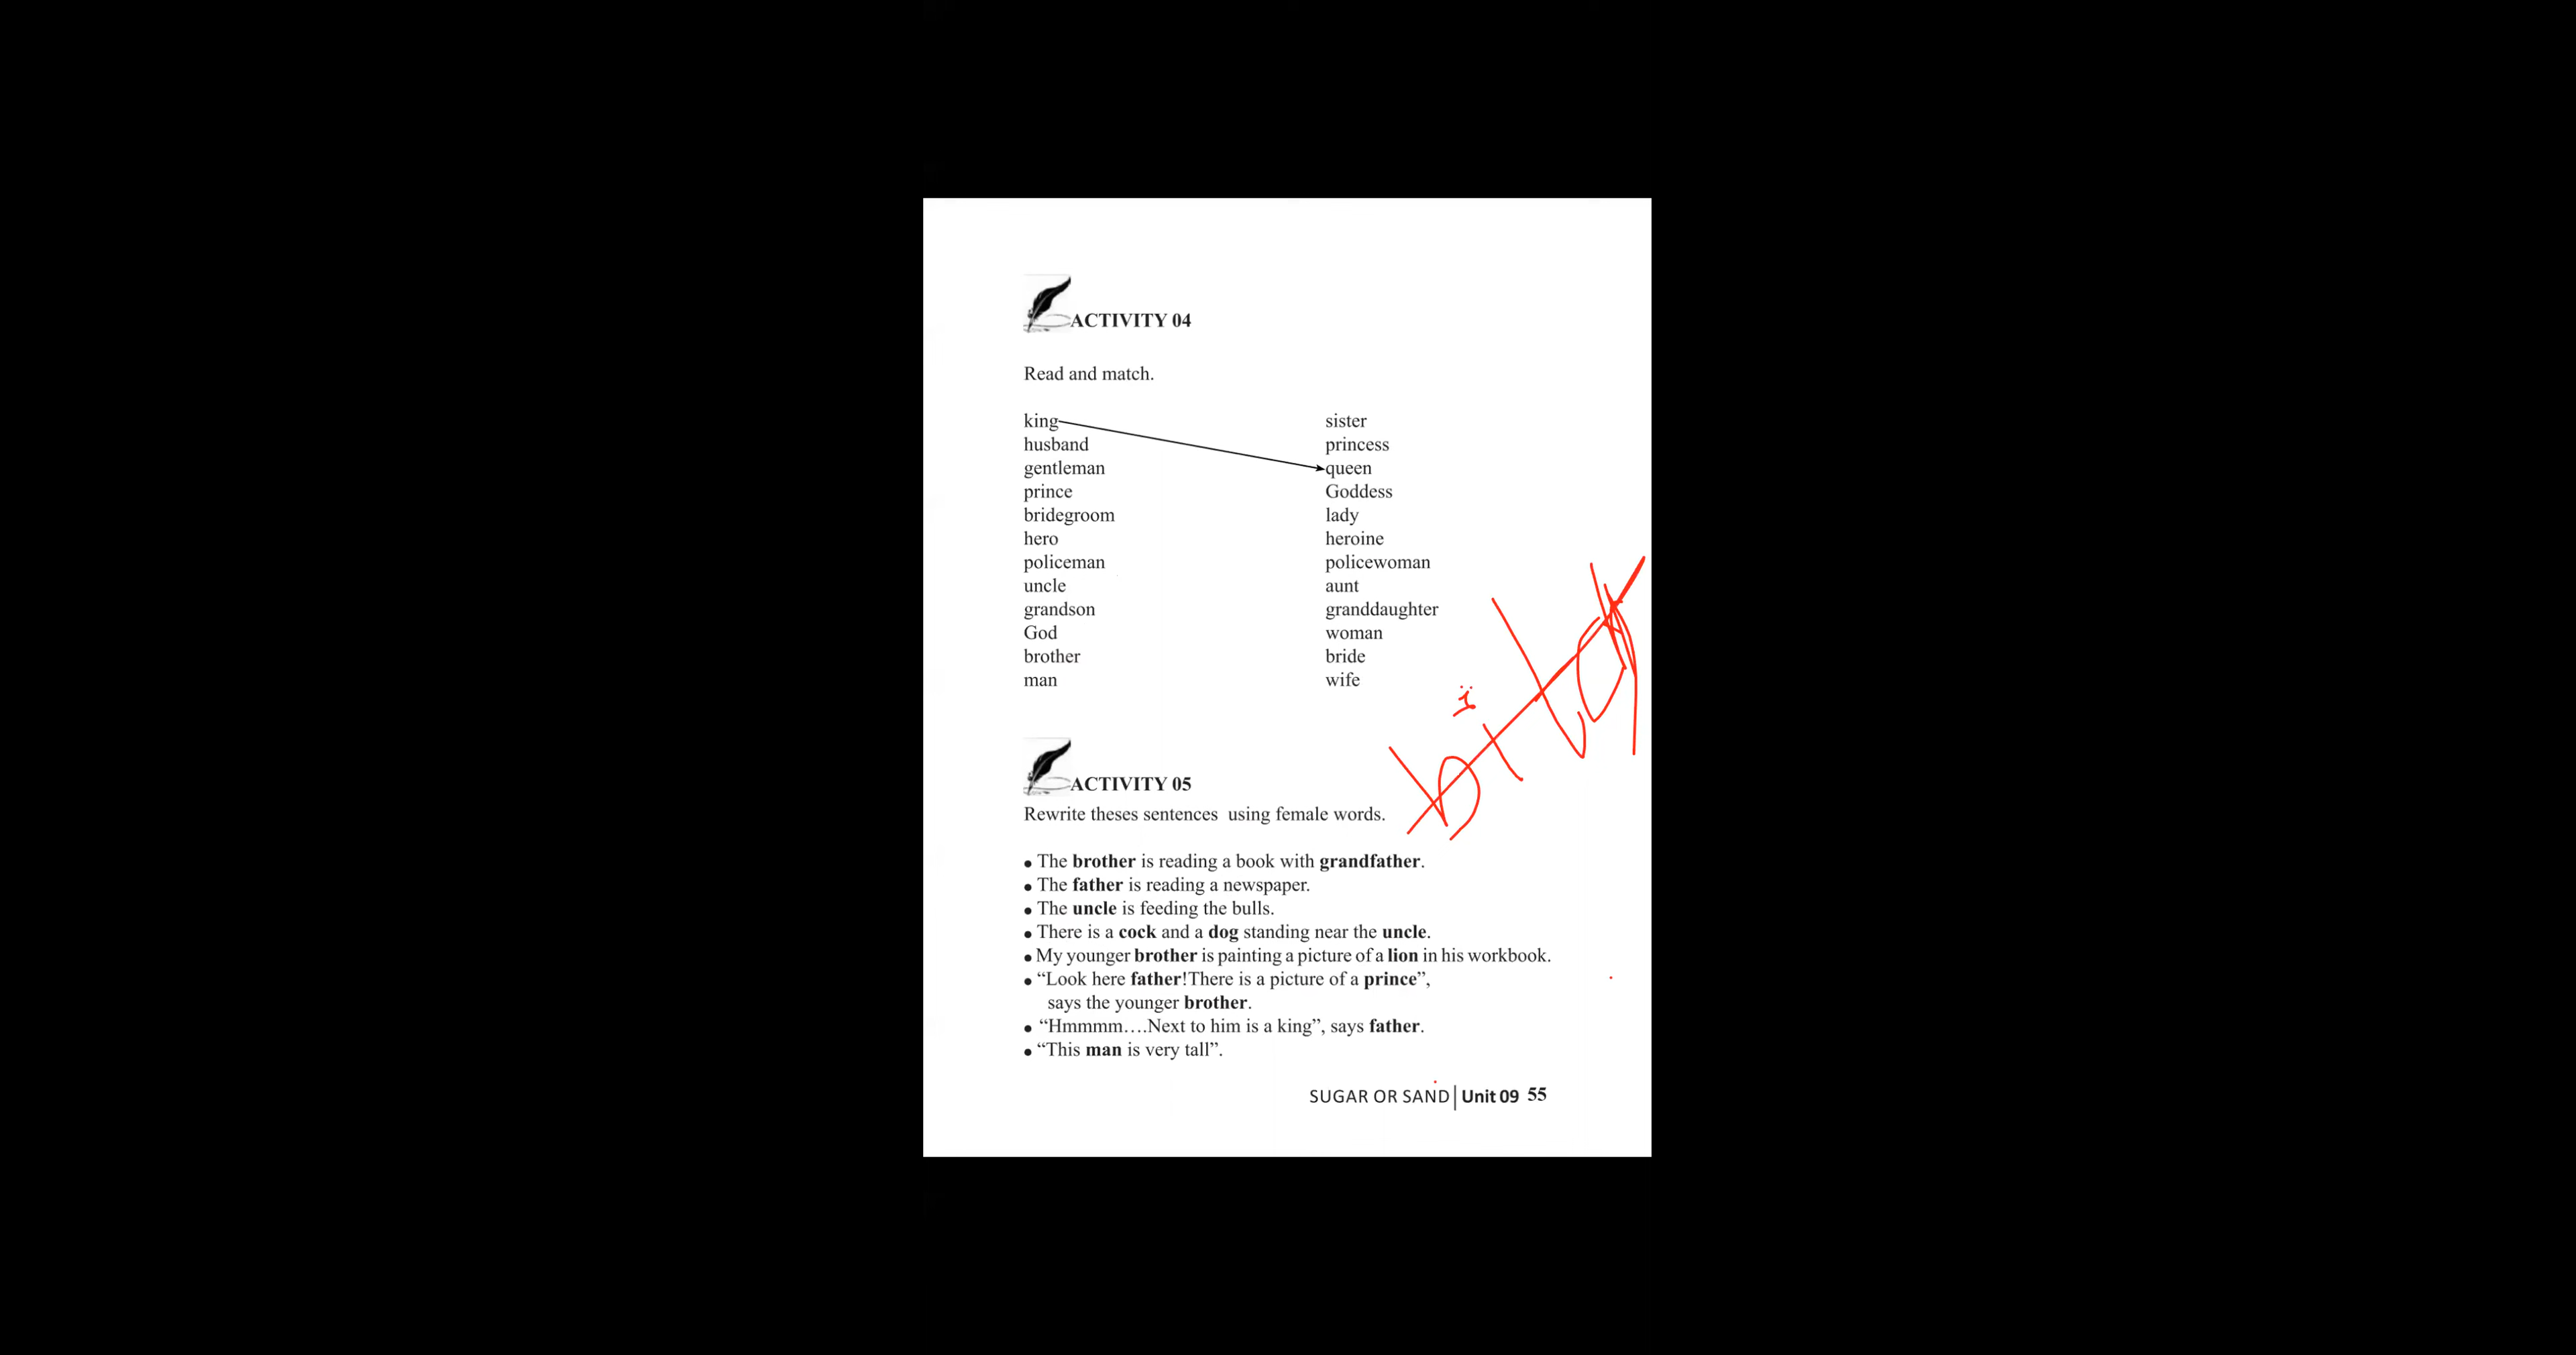 ACTIVITY 04
Read and match.
king sister
husband princess
gentleman queen
prince Goddess
bridegroom lady
hero heroine
policeman policewoman
uncle aunt
grandson granddaughter
God woman
brother bride
man wife
ACTIVITY 05
Rewrite theses sentences using female words.
• The brother is reading a book with grandfather.
• The father is reading a newspaper.
• The uncle is feeding the bulls.
• There is a cock and a dog standing near the uncle.
• My younger brother is painting a picture of a lion in his workbook.
• “Look here father!There is a picture of a prince”,
says the younger brother.
• “Hmmmm….Next to him is a king”, says father.
• “This man is very tall”.
SUGAR OR SAND | Unit 09 55